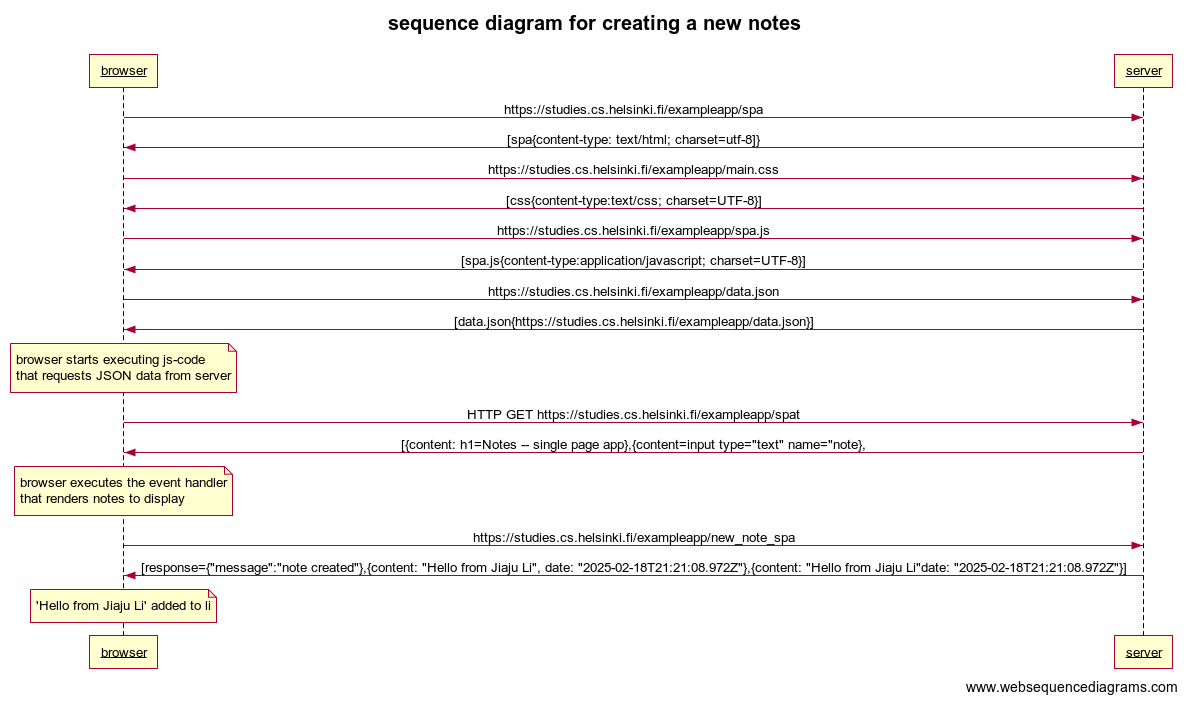 sequence diagram for creating a new notes
browser
server
https://studies.cs.helsinki.fi/exampleapp/spa
[spa{content-type: text/html; charset=utf-8]}
https://studies.cs.helsinki.fi/exampleapp/main.css
[css{content-type:text/css; charset=UTF-8}]
https://studies.cs.helsinki.fi/exampleapp/spa.js
[spa.js{content-type:application/javascript; charset=UTF-8}]
https://studies.cs.helsinki.fi/exampleapp/data.json
[data.json{https://studies.cs.helsinki.fi/exampleapp/data.json}]
browser starts executing js-code
that requests JSON data from server
HTTP GET https://studies.cs.helsinki.fi/exampleapp/spat
[{content: h1=Notes -- single page app},{content=input type="text" name="note},
browser executes the event handler
that renders notes to display
https://studies.cs.helsinki.fi/exampleapp/new_note_spa
[response={"message":"note created"},{content: "Hello from Jiaju Li", date: "2025-02-18T21:21:08.972Z"},{content: "Hello from Jiaju Li"date: "2025-02-18T21:21:08.972Z"}]
'Hello from Jiaju Li' added to li
browser
server
www.websequencediagrams.com